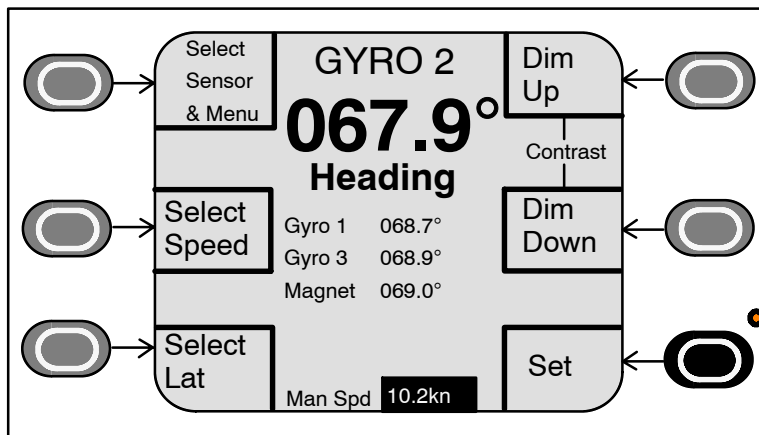 Select
Sensor
& Menu
GYRO 2
Dim
Up
067.9°
Contrast
Heading
Select
Speed
Gyro 1 068.7°
Gyro 3 068.9°
Magnet 069.0°
Dim
Down
Select
Lat
Man Spd 10.2kn
Set